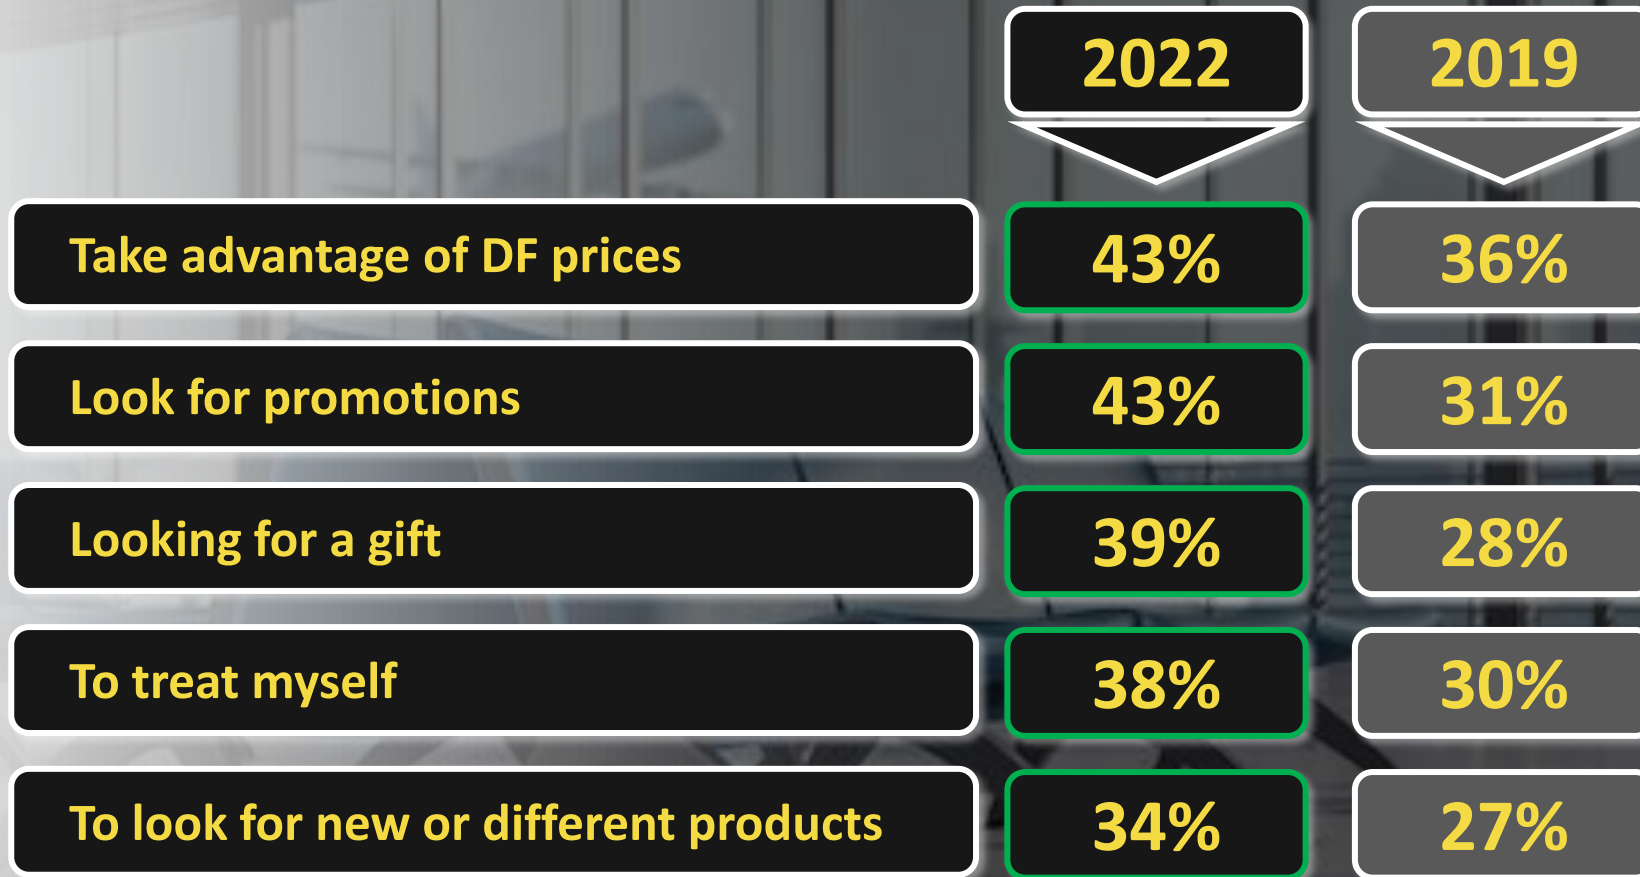 2022 2019
Take advantage of DF prices 43% 36%
Look for promotions 43% 31%
Looking for a gift 39% 28%
To treat myself 38% 30%
To look for new or different products 34% 27%